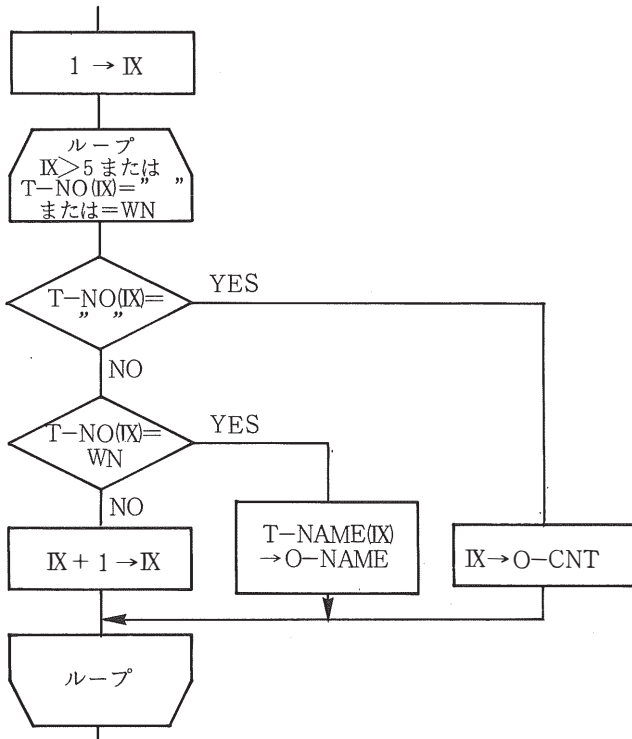 1 → IX
ループ
IX>5 または
T-NO(IX)=” ”
または=WN
T-NO(IX)=
” ”
YES
NO
T-NO(IX)=
WN
YES
NO
IX + 1 → IX
T-NAME(IX)
→O-NAME
IX→O-CNT
ループ